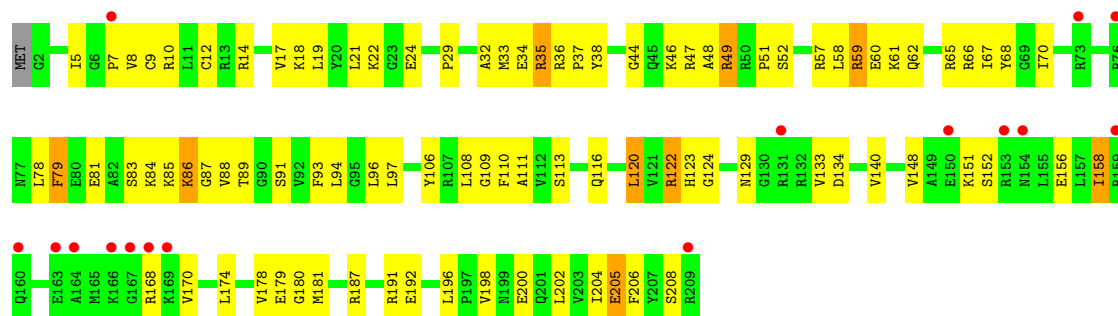 MET G2 I5 G6 P7 V8 C9 R10 L11 C12 R13 R14 V17 K18 L19 Y20 L21 K22 G23 E24 P29 A32 M33 E34 R35 R36 P37 Y38 G44 Q45 K46 R47 A48 R49 R50 P51 S52 R57 L58 R59 E60 K61 Q62 R65 R66 I67 Y68 G69 I70 R73 R76
N77 L78 F79 E80 E81 A82 S83 K84 K85 K86 G87 V88 T89 G90 S91 V92 F93 L94 G95 L96 L97 Y106 R107 L108 G109 F110 A111 V112 S113 Q116 L120 V121 R122 H123 G124 N129 G130 R131 R132 V133 D134 V140 V148 A149 E150 K151 S152 R153 N154 L155 E156 L157 I158 R159
Q160 E163 A164 M165 K166 G167 R168 K169 V170 L174 V178 E179 G180 M181 R187 R191 E192 L196 P197 V198 N199 E200 Q201 L202 V203 I204 E205 F206 Y207 S208 R209